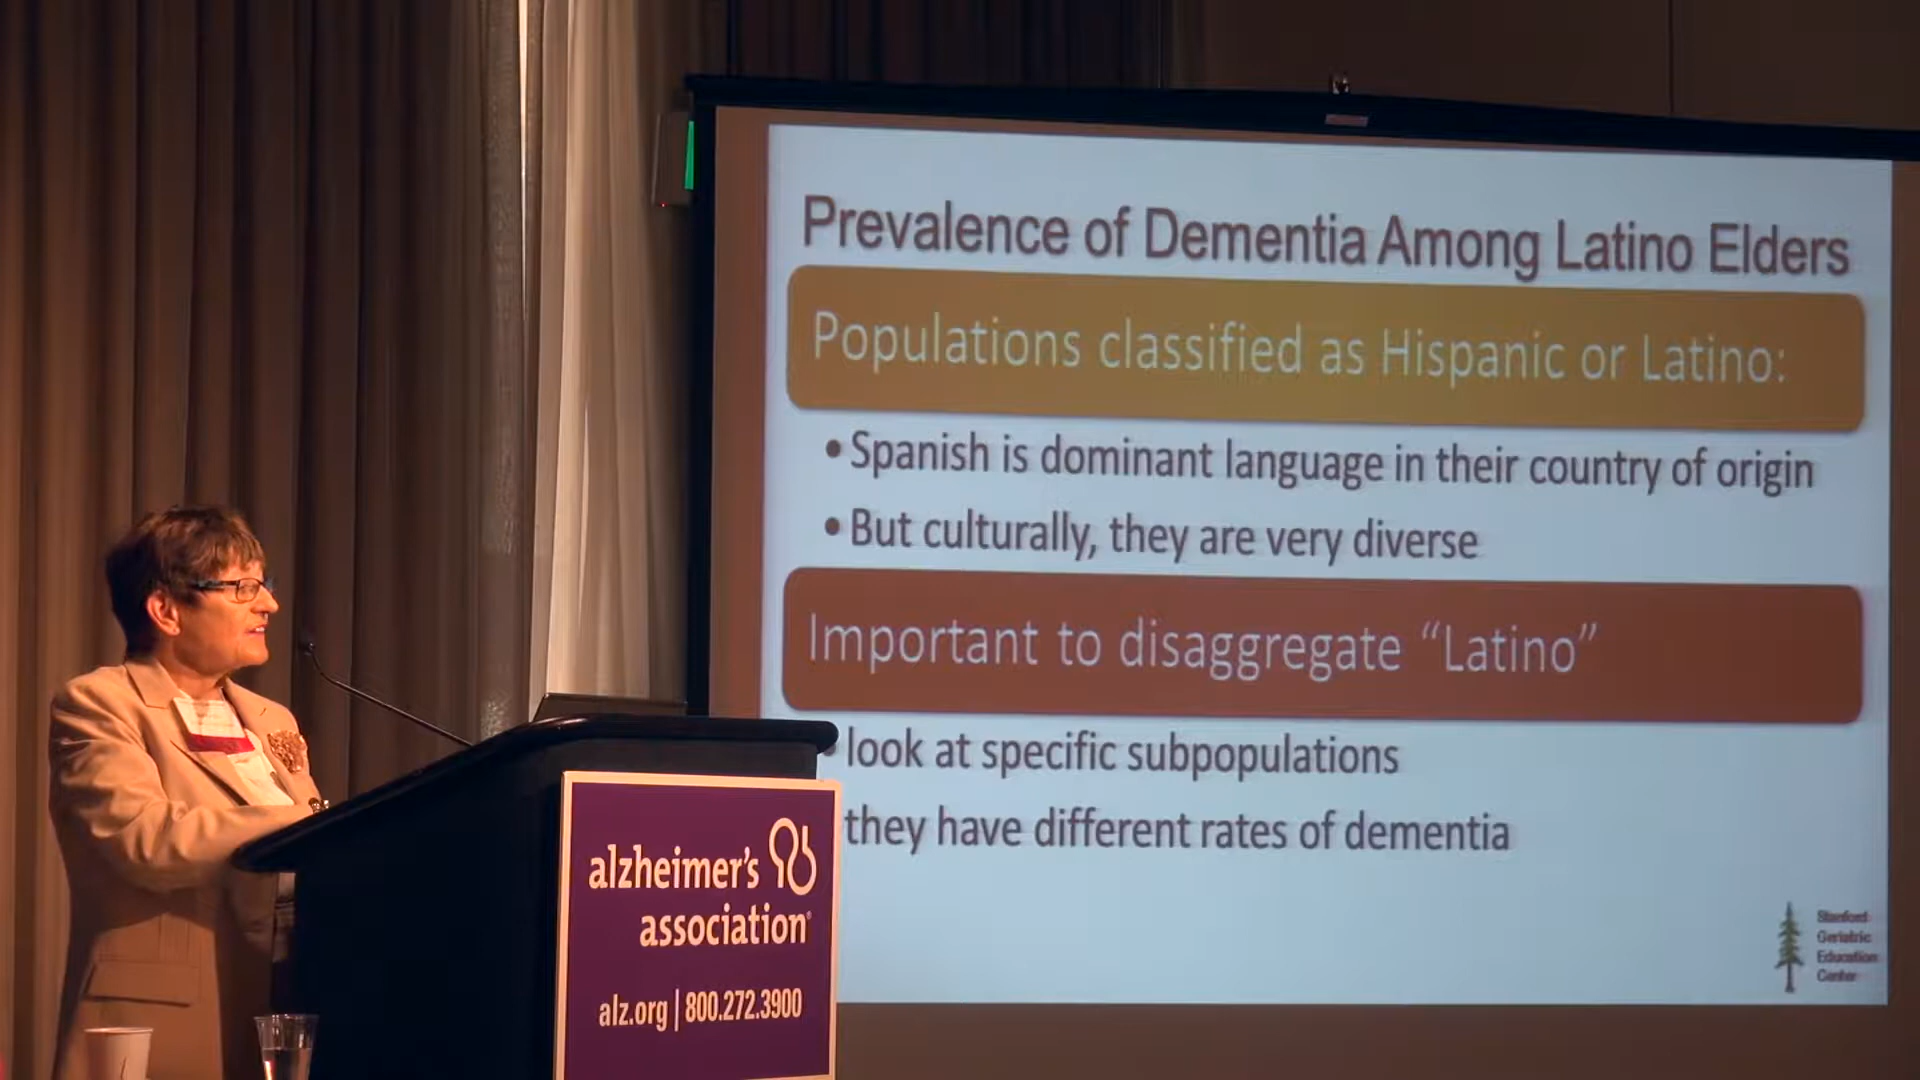 Prevalence of Dementia Among Latino Elders
Populations classified as Hispanic or Latino:
• Spanish is dominant language in their country of origin
• But culturally, they are very diverse
Important to disaggregate “Latino”
• look at specific subpopulations
they have different rates of dementia
Stanford
Geriatric
Education
Center
alzheimer's
association®
alz.org | 800.272.3900